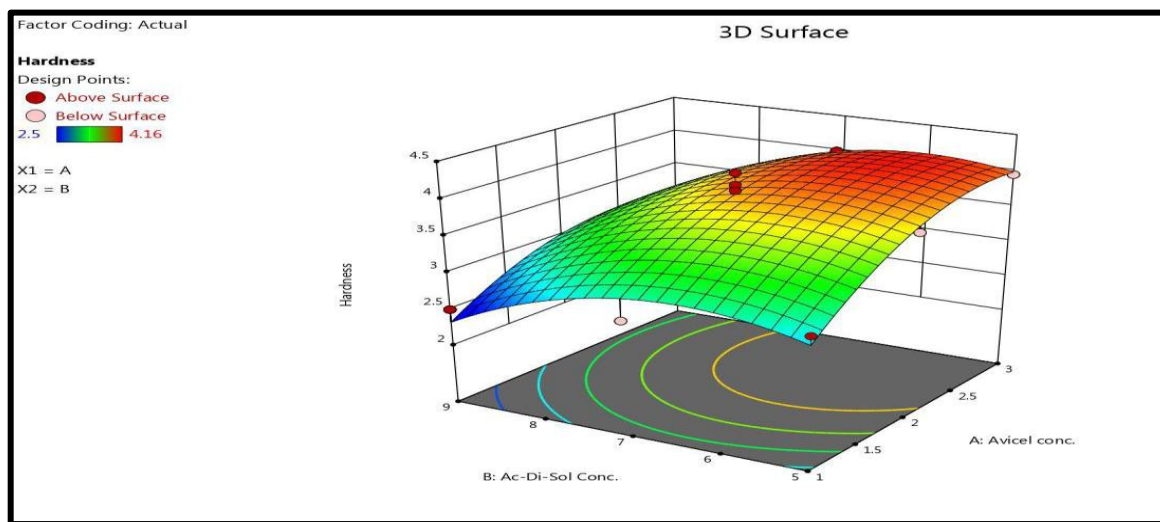 Factor Coding: Actual
3D Surface
Hardness
Design Points:
Above Surface
Below Surface
2.5 4.16
X1 = A
X2 = B
4.5
4
3.5
3
2.5
2
Hardness
9
8
7
6
5
B: Ac-Di-Sol Conc.
1
1.5
2
2.5
3
A: Avicel conc.